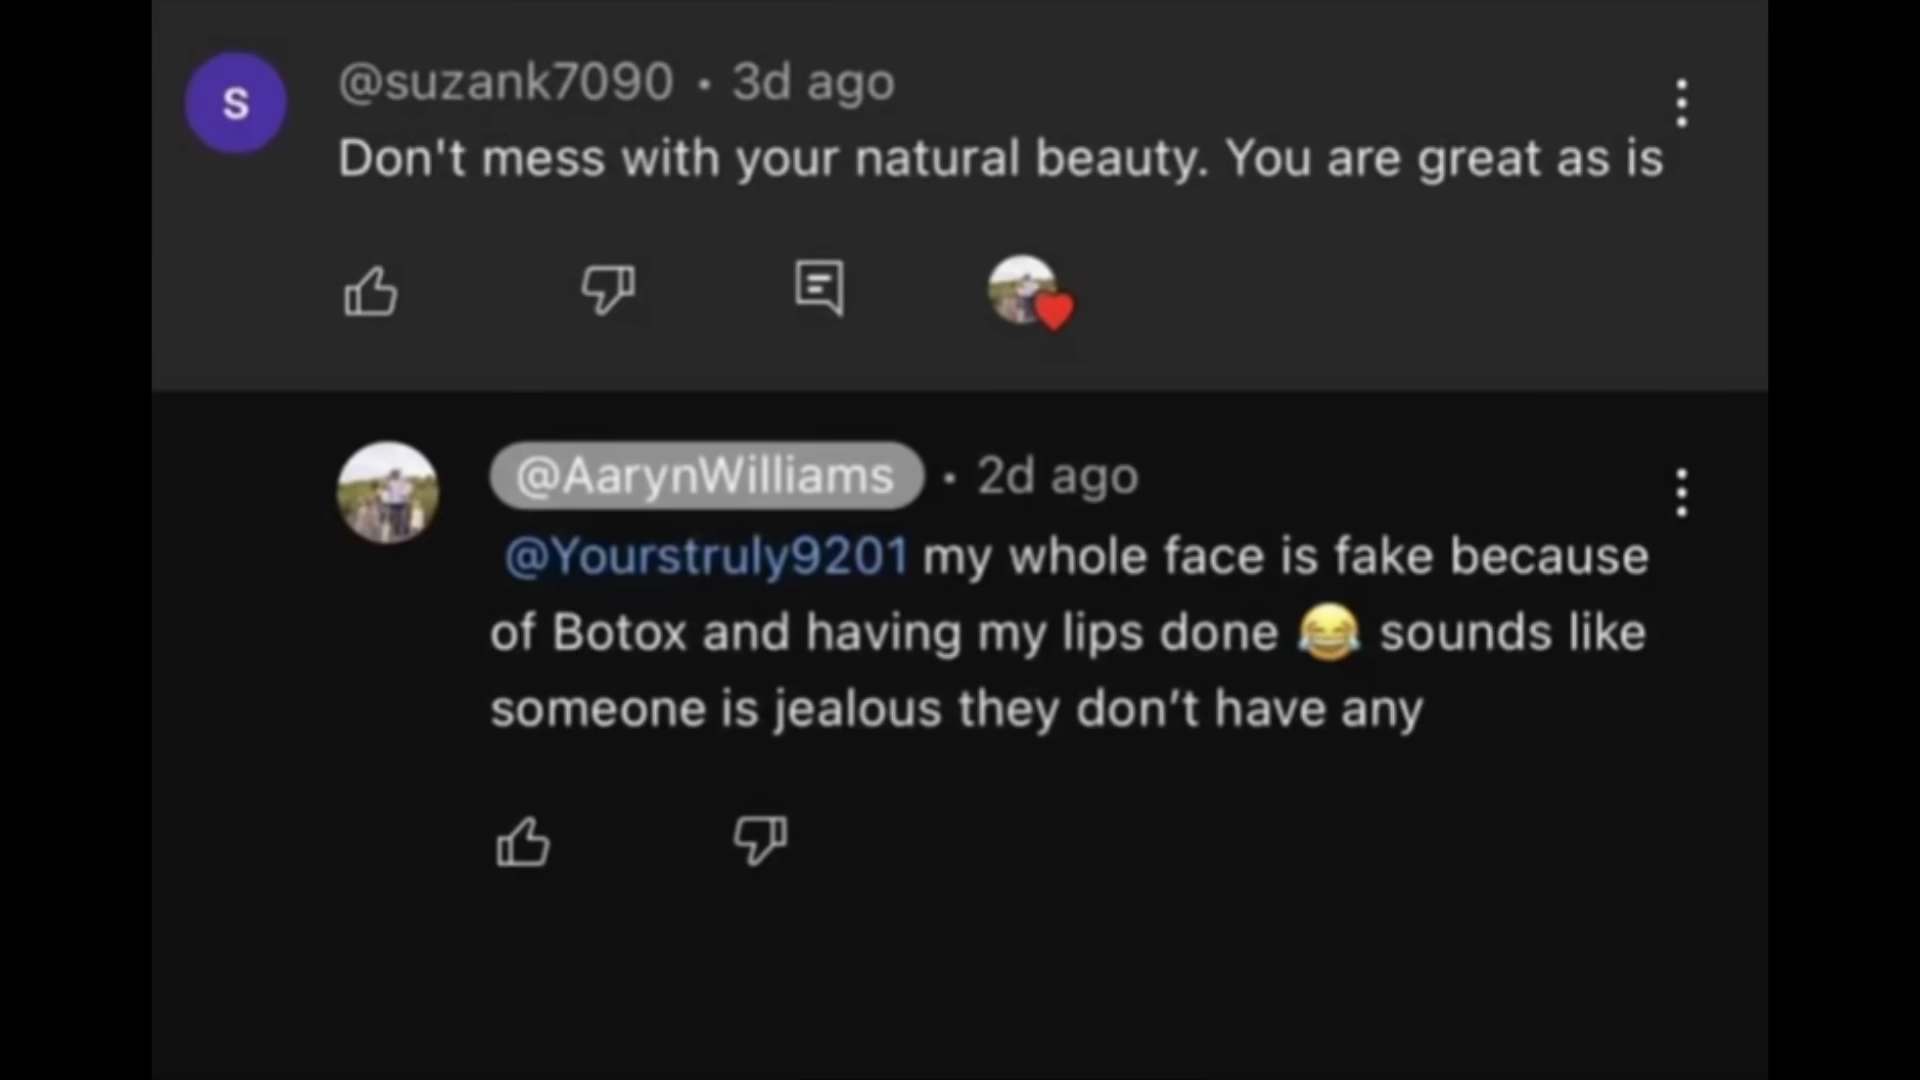 S
@suzank7090 • 3d ago
Don't mess with your natural beauty. You are great as is
@AarynWilliams • 2d ago
@Yourstruly9201 my whole face is fake because
of Botox and having my lips done 😂 sounds like
someone is jealous they don’t have any